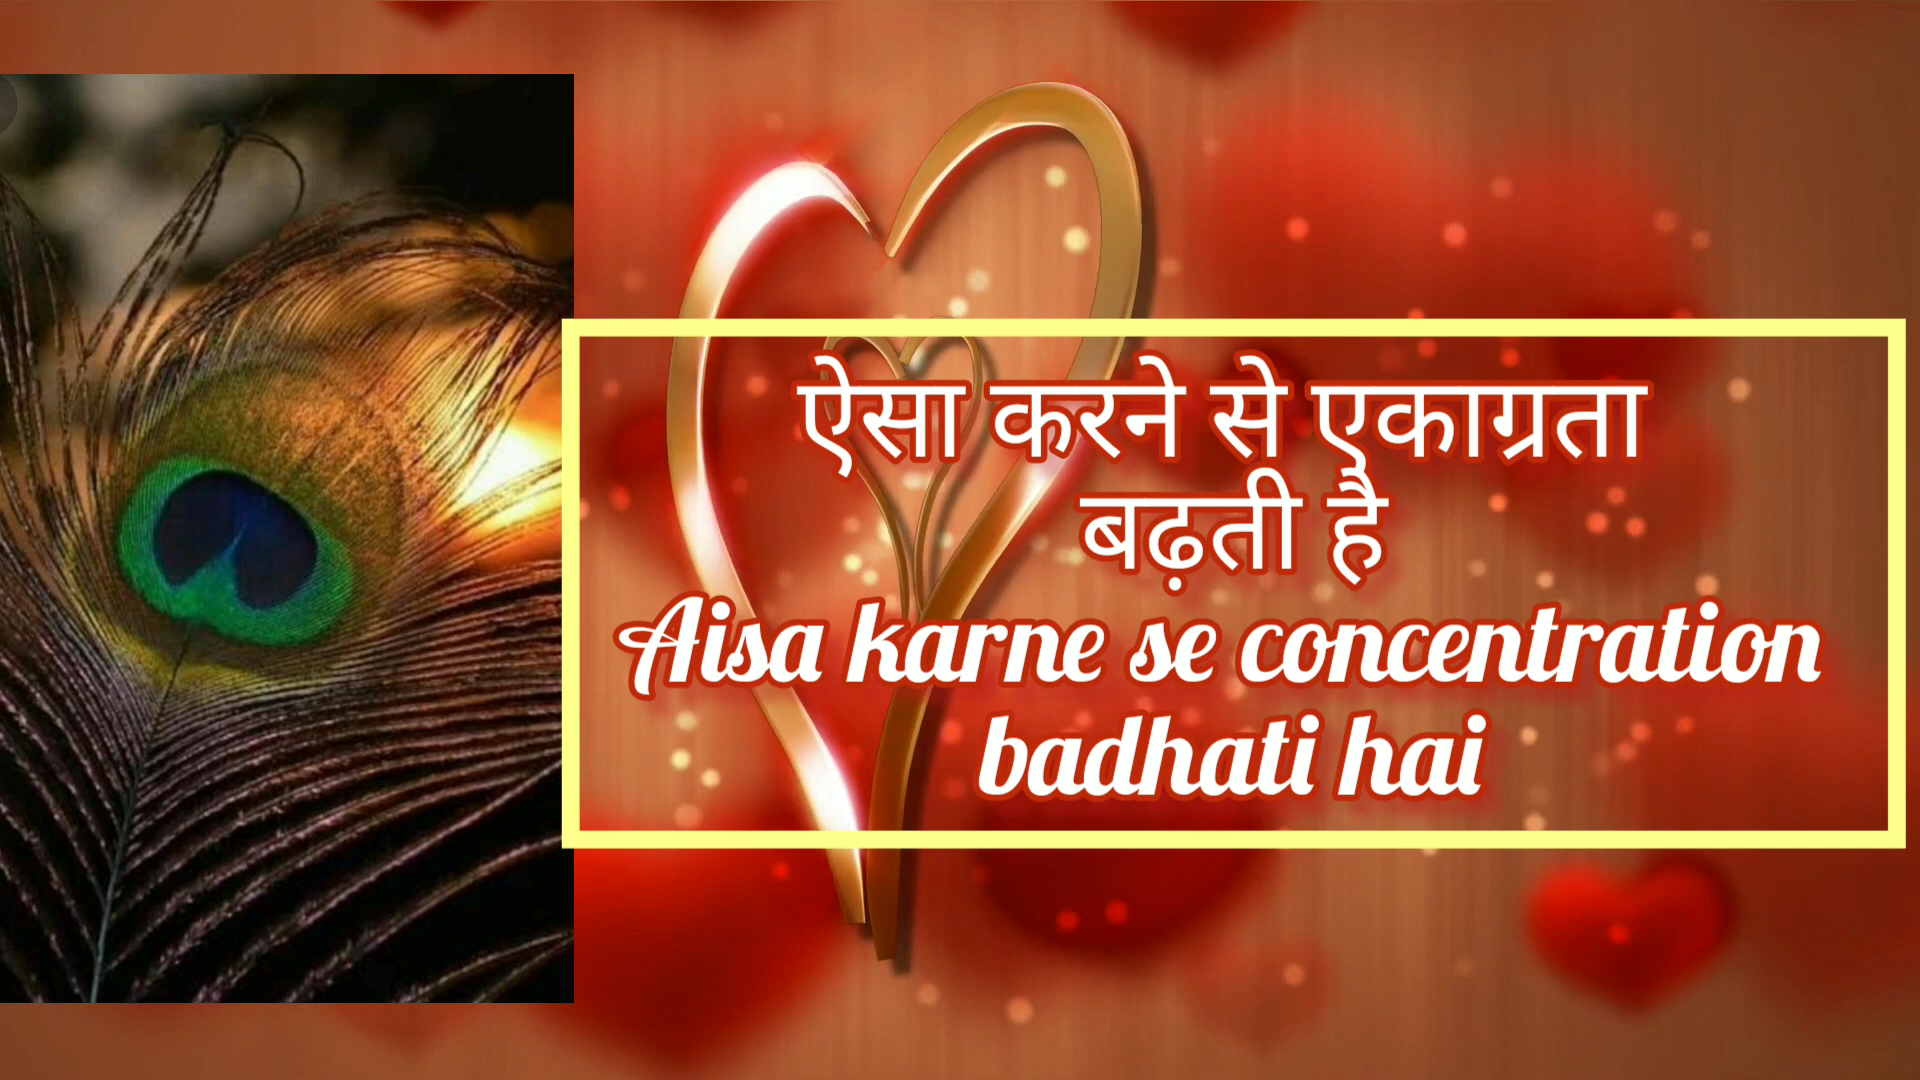 ऐसा करने से एकाग्रता
बढ़ती है
Aisa karne se concentration
badhati hai